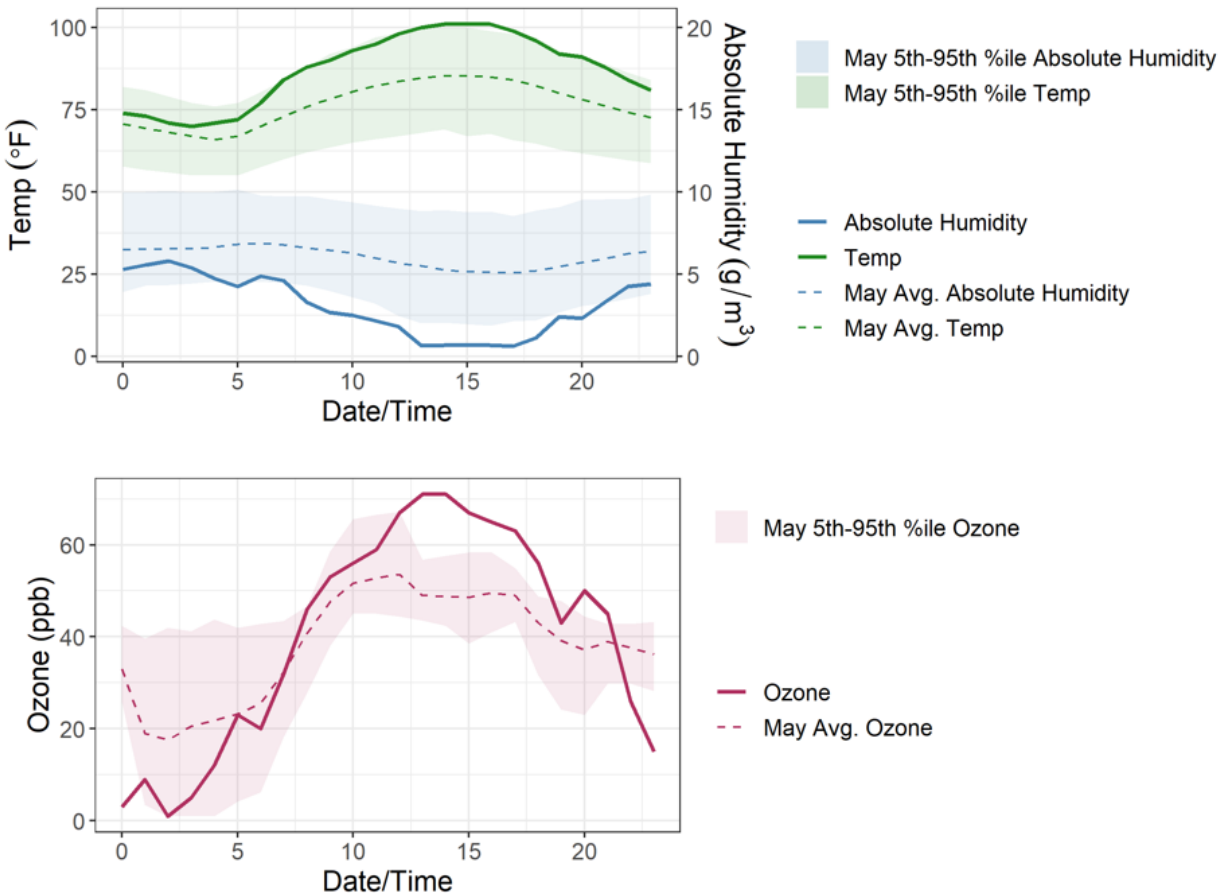 100
75
50
25
0
Temp (°F)
20
15
10
5
0
Absolute Humidity (g/m³)
0
5
10
15
20
Date/Time
May 5th-95th %ile Absolute Humidity
May 5th-95th %ile Temp
Absolute Humidity
Temp
May Avg. Absolute Humidity
May Avg. Temp
60
40
20
0
Ozone (ppb)
0
5
10
15
20
Date/Time
May 5th-95th %ile Ozone
Ozone
May Avg. Ozone